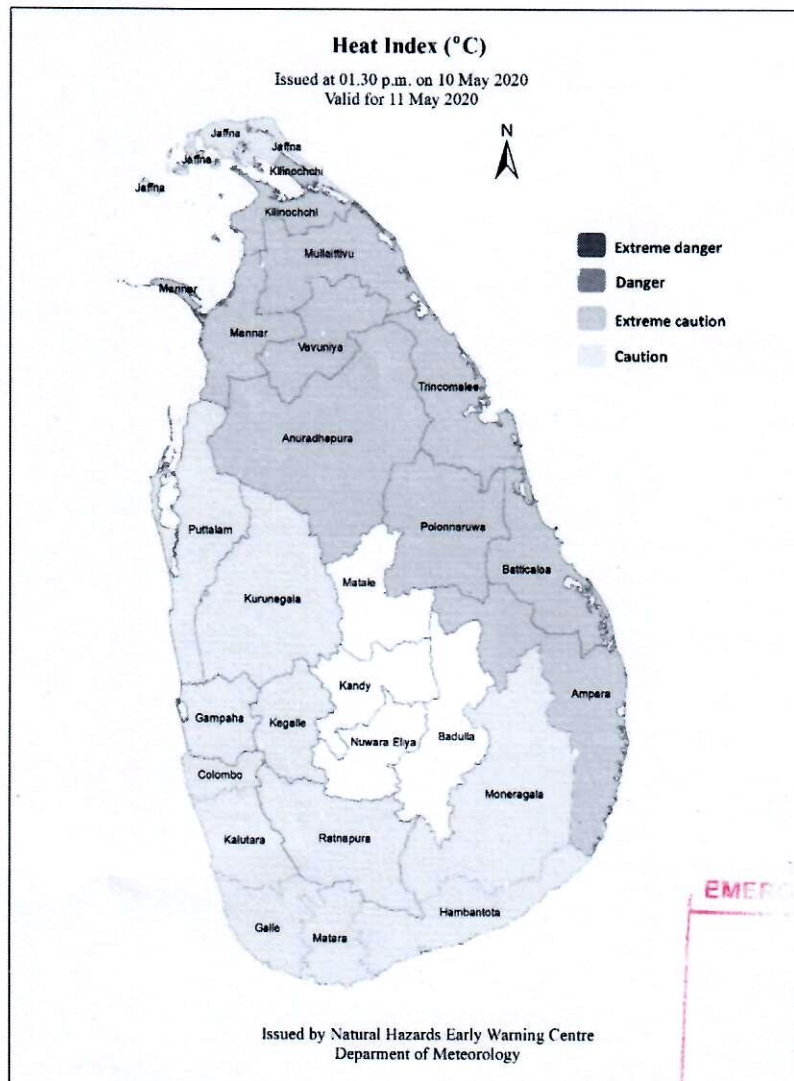 Heat Index (°C)
Issued at 01.30 p.m. on 10 May 2020
Valid for 11 May 2020
N
Jaffna
Jaffna
Jaffna
Jaffna
Kilinochchi
Kilinochchi
Mullaittivu
Mannar
Mannar
Vavuniya
Trincomalee
Anuradhapura
Polonnaruwa
Puttalam
Batticaloa
Matale
Kurunegala
Kandy
Ampara
Gampaha
Kegalle
Nuwara Eliya
Badulla
Colombo
Moneragala
Kalutara
Ratnapura
Hambantota
Galle
Matara
Extreme danger
Danger
Extreme caution
Caution
Issued by Natural Hazards Early Warning Centre
Deparment of Meteorology